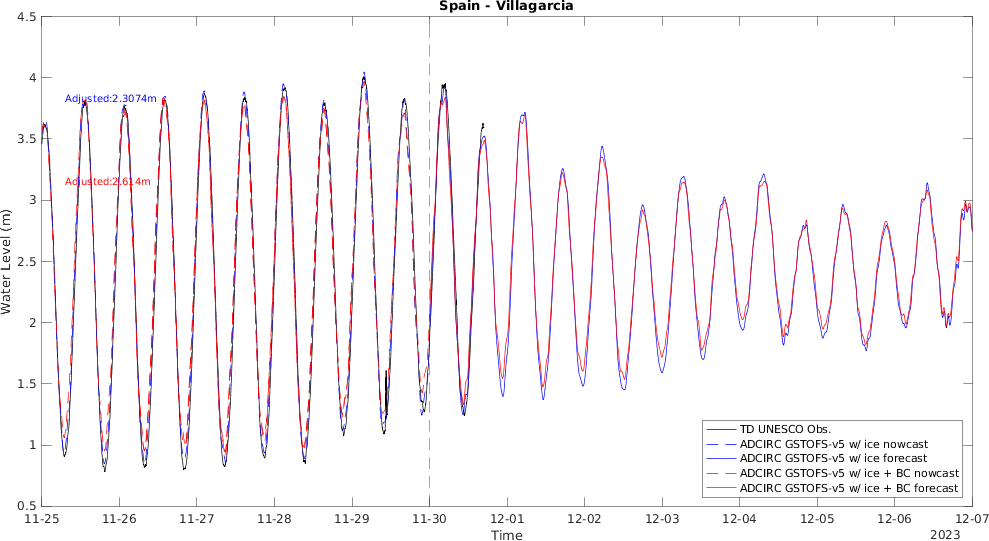 Spain - Villagarcia
4.5
4
3.5
3
2.5
2
1.5
1
0.5
Water Level (m)
Adjusted:2.3074m
Adjusted:2.614m
TD UNESCO Obs.
ADCIRC GSTOFS-v5 w/ ice nowcast
ADCIRC GSTOFS-v5 w/ ice forecast
ADCIRC GSTOFS-v5 w/ ice + BC nowcast
ADCIRC GSTOFS-v5 w/ ice + BC forecast
11-25 11-26 11-27 11-28 11-29 11-30 12-01 12-02 12-03 12-04 12-05 12-06 12-07
Time
2023